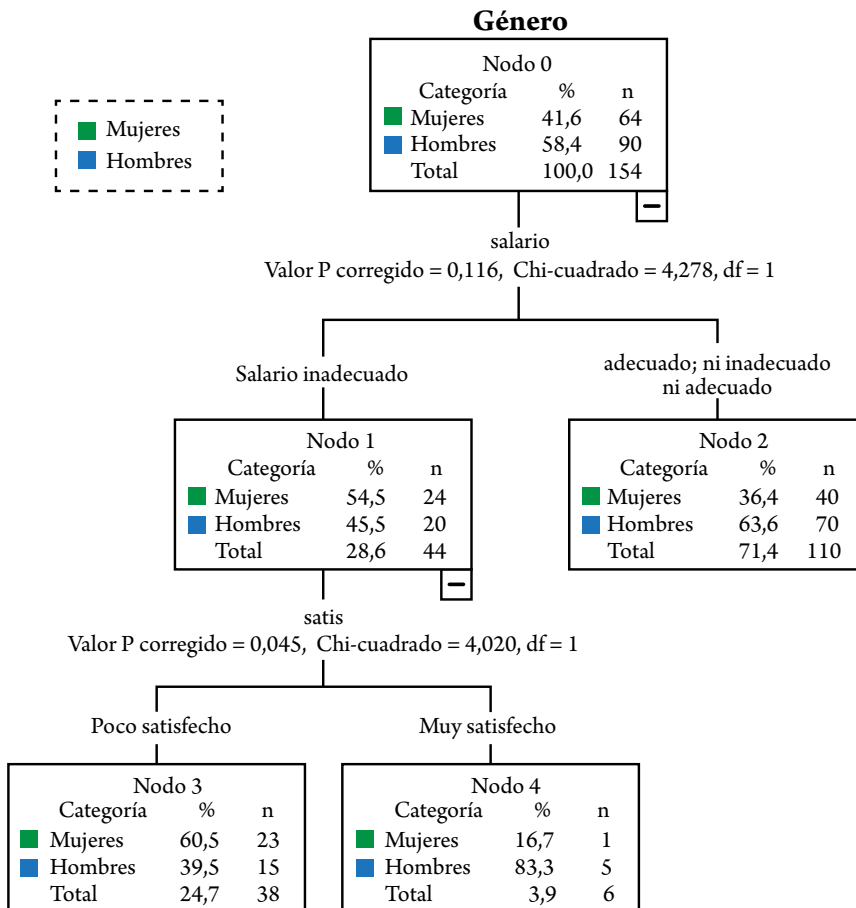 Género
Nodo 0
Categoría % n
Mujeres 41,6 64
Hombres 58,4 90
Total 100,0 154
Mujeres
Hombres
salario
Valor P corregido = 0,116, Chi-cuadrado = 4,278, df = 1
Salario inadecuado
adecuado; ni inadecuado
ni adecuado
Nodo 1
Categoría % n
Mujeres 54,5 24
Hombres 45,5 20
Total 28,6 44
Nodo 2
Categoría % n
Mujeres 36,4 40
Hombres 63,6 70
Total 71,4 110
satis
Valor P corregido = 0,045, Chi-cuadrado = 4,020, df = 1
Poco satisfecho
Muy satisfecho
Nodo 3
Categoría % n
Mujeres 60,5 23
Hombres 39,5 15
Total 24,7 38
Nodo 4
Categoría % n
Mujeres 16,7 1
Hombres 83,3 5
Total 3,9 6